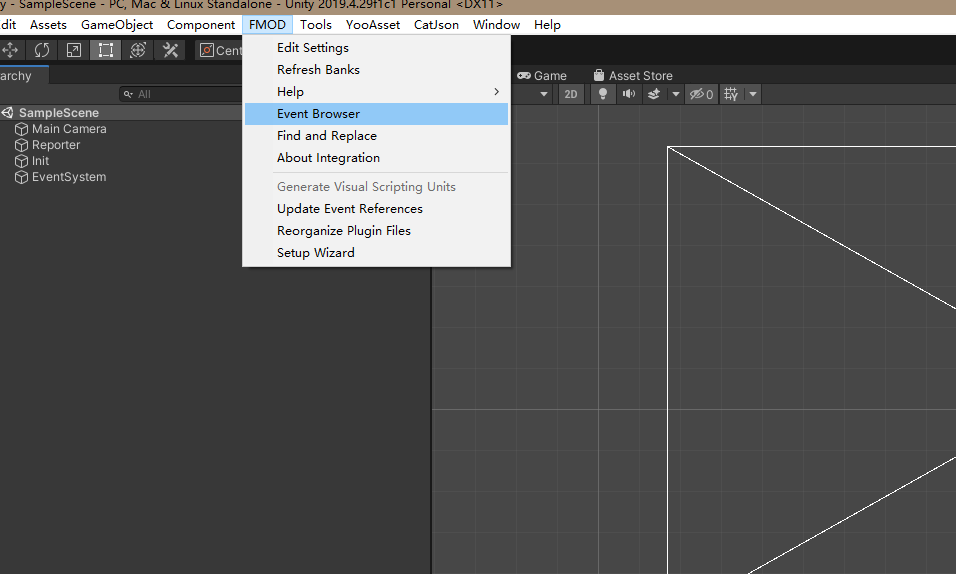 y - SampleScene - PC, Mac & Linux Standalone - Unity 2019.4.29f1c1 Personal <DX11>
dit Assets GameObject Component FMOD Tools YooAsset CatJson Window Help
Cent
Edit Settings
Refresh Banks
Help
Event Browser
Find and Replace
About Integration
Generate Visual Scripting Units
Update Event References
Reorganize Plugin Files
Setup Wizard
archy
All
SampleScene
Main Camera
Reporter
Init
EventSystem
Game Asset Store
2D 0